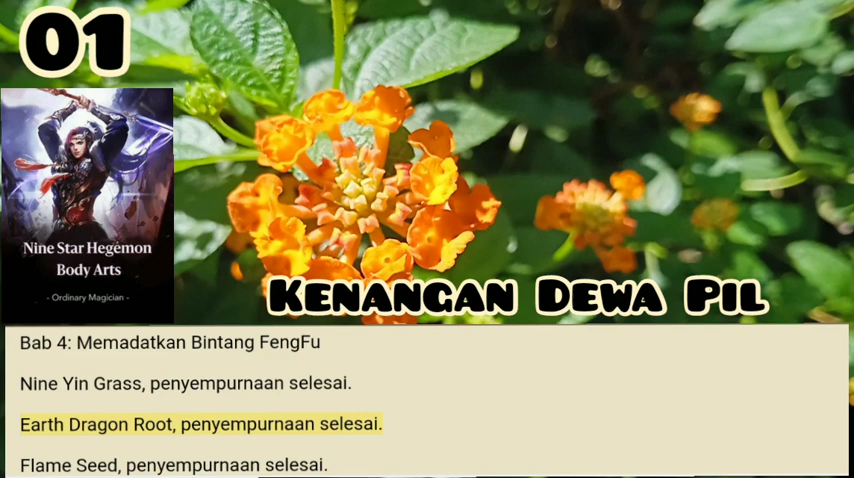 01
Nine Star Hegemon
Body Arts
- Ordinary Magician -
Kenangan Dewa Pil
Bab 4: Memadatkan Bintang FengFu
Nine Yin Grass, penyempurnaan selesai.
Earth Dragon Root, penyempurnaan selesai.
Flame Seed, penyempurnaan selesai.